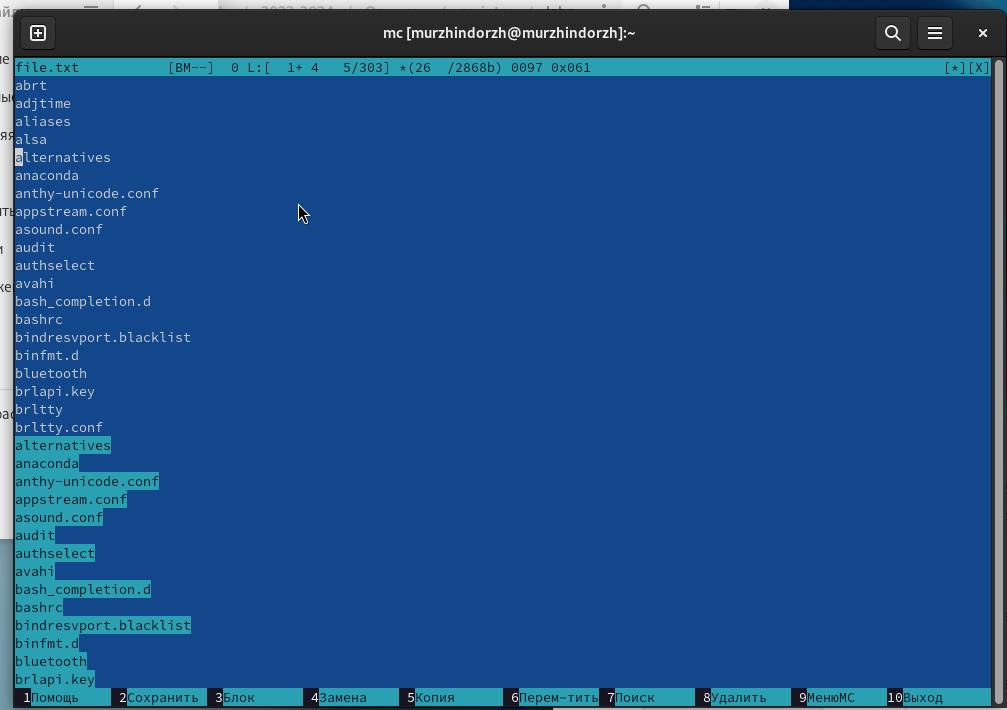 mc [murzhindorzh@murzhindorzh]:~
file.txt [BM--] 0 L:[ 1+ 4 5/303] *(26 /2868b) 0097 0x061 [*][X]
abrt
adjtime
aliases
alsa
alternatives
anaconda
anthy-unicode.conf
appstream.conf
asound.conf
audit
authselect
avahi
bash_completion.d
bashrc
bindresvport.blacklist
binfmt.d
bluetooth
brlapi.key
brltty
brltty.conf
alternatives
anaconda
anthy-unicode.conf
appstream.conf
asound.conf
audit
authselect
avahi
bash_completion.d
bashrc
bindresvport.blacklist
binfmt.d
bluetooth
brlapi.key
1Помощь 2Сохранить 3Блок 4Замена 5Копия 6Перем~тить 7Поиск 8Удалить 9МенюMC 10Выход